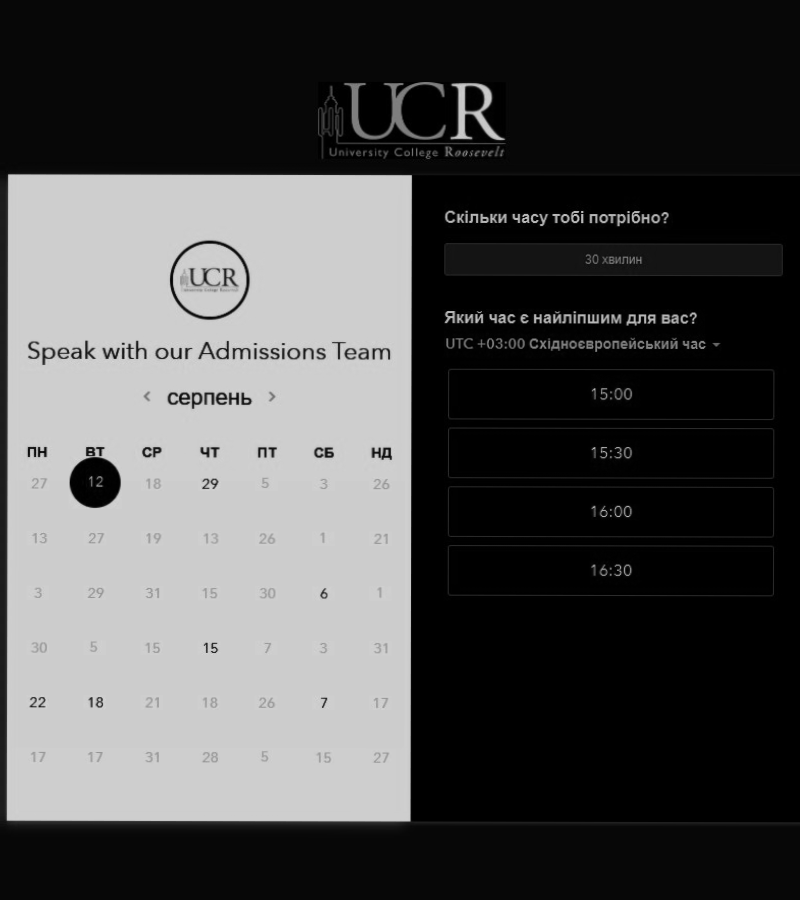 UCR
University College Roosevelt
UCR
Speak with our Admissions Team
серпень
ПН ВТ СР ЧТ ПТ СБ НД
27 12 18 29 5 3 26
13 27 19 13 26 1 21
3 29 31 15 30 6 1
30 5 15 15 7 3 31
22 18 21 18 26 7 17
17 17 31 28 5 15 27
Скільки часу тобі потрібно?
30 хвилин
Який час є найліпшим для вас?
UTC +03:00 Східноєвропейський час
15:00
15:30
16:00
16:30